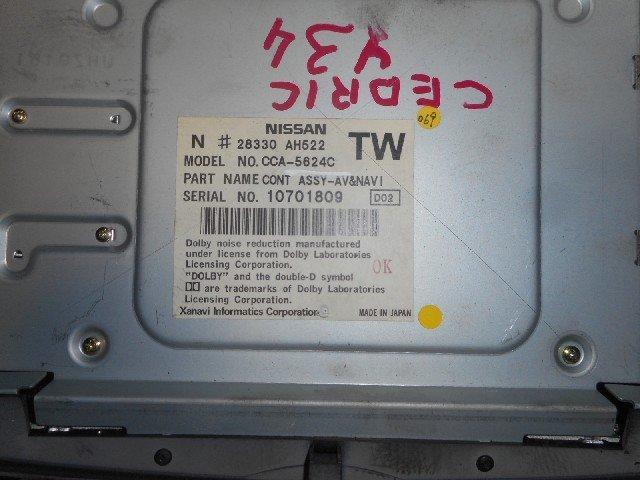 CEDRIC
Y34
069
NISSAN
TW
N # 28330 AH522
MODEL NO. CCA-5624C
PART NAME CONT ASSY-AV&NAVI
SERIAL NO. 10701809 D02
Dolby noise reduction manufactured
under license from Dolby Laboratories
Licensing Corporation.
OK
"DOLBY" and the double-D symbol
are trademarks of Dolby Laboratories
Licensing Corporation.
Xanavi Informatics Corporation
MADE IN JAPAN